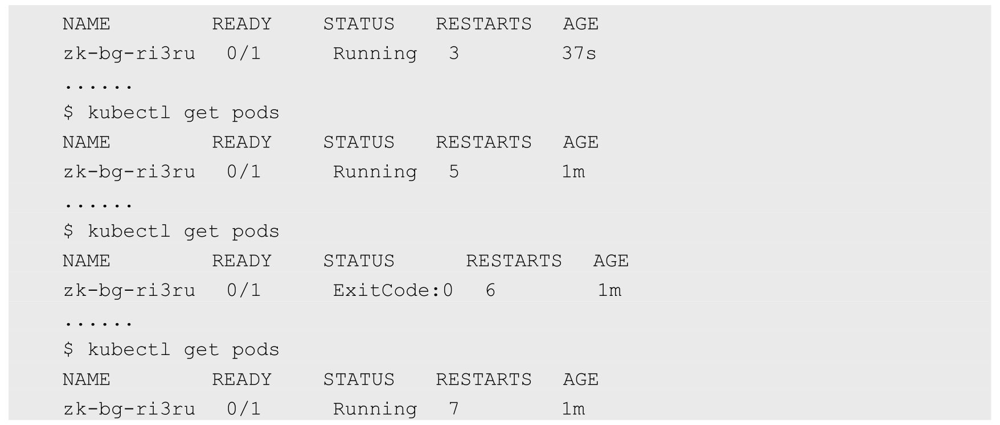 NAME READY STATUS RESTARTS AGE
zk-bg-ri3ru 0/1 Running 3 37s
......
$ kubectl get pods
NAME READY STATUS RESTARTS AGE
zk-bg-ri3ru 0/1 Running 5 1m
......
$ kubectl get pods
NAME READY STATUS RESTARTS AGE
zk-bg-ri3ru 0/1 ExitCode:0 6 1m
......
$ kubectl get pods
NAME READY STATUS RESTARTS AGE
zk-bg-ri3ru 0/1 Running 7 1m